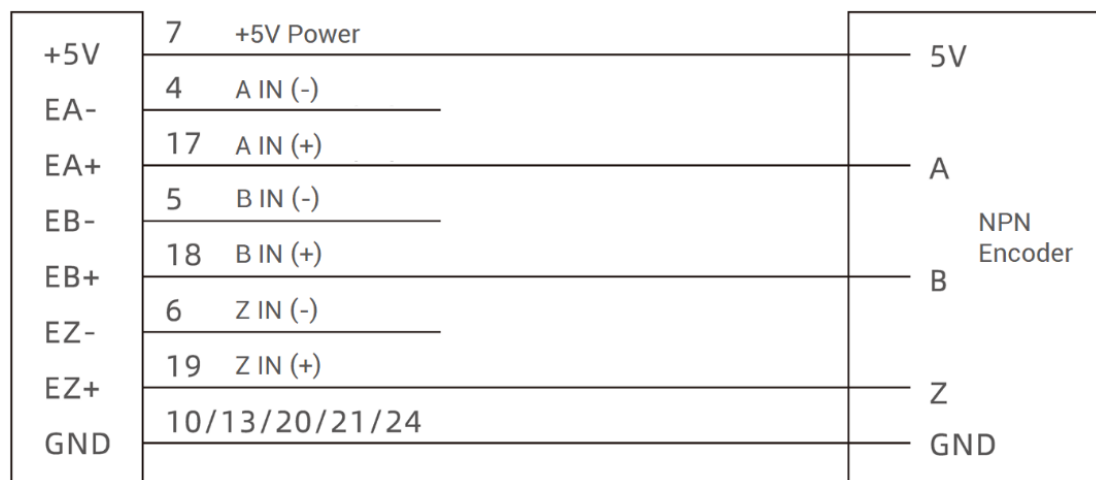 +5V 7 +5V Power 5V
EA- 4 A IN (-)
EA+ 17 A IN (+) A
EB- 5 B IN (-)
EB+ 18 B IN (+) B
NPN
Encoder
EZ- 6 Z IN (-)
EZ+ 19 Z IN (+) Z
GND 10/13/20/21/24 GND